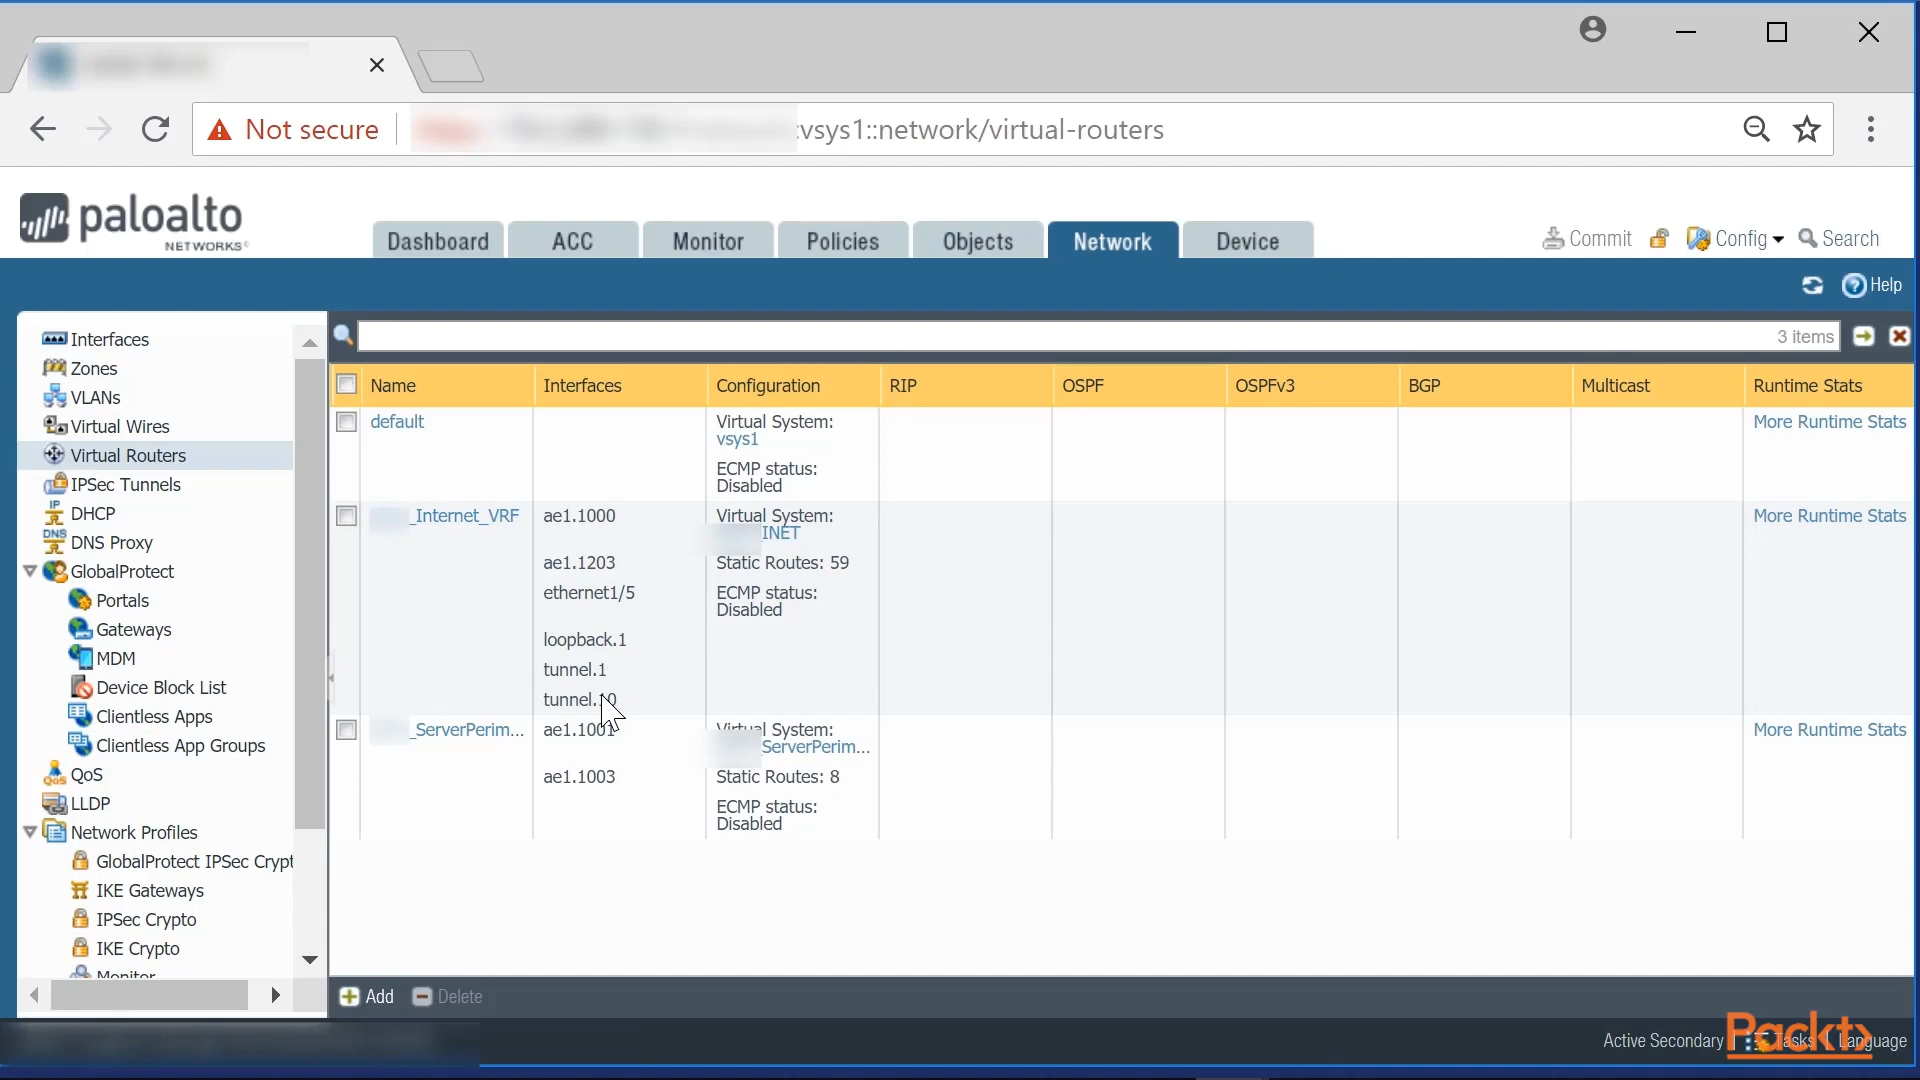 Not secure
:vsys1::network/virtual-routers
paloalto
NETWORKS
Dashboard
ACC
Monitor
Policies
Objects
Network
Device
Commit
Config
Search
Help
3 items
Interfaces
Zones
VLANs
Virtual Wires
Virtual Routers
IPSec Tunnels
DHCP
DNS Proxy
GlobalProtect
Portals
Gateways
MDM
Device Block List
Clientless Apps
Clientless App Groups
QoS
LLDP
Network Profiles
GlobalProtect IPSec Crypt
IKE Gateways
IPSec Crypto
IKE Crypto
Monitor
Name
Interfaces
Configuration
RIP
OSPF
OSPFv3
BGP
Multicast
Runtime Stats
default
Virtual System:
vsys1
ECMP status:
Disabled
More Runtime Stats
_Internet_VRF
ae1.1000
ae1.1203
ethernet1/5
loopback.1
tunnel.1
tunnel.10
Virtual System:
INET
Static Routes: 59
ECMP status:
Disabled
More Runtime Stats
_ServerPerim...
ae1.1001
ae1.1003
Virtual System:
ServerPerim...
Static Routes: 8
ECMP status:
Disabled
More Runtime Stats
Add
Delete
Active Secondary
Tasks
Language
Packt